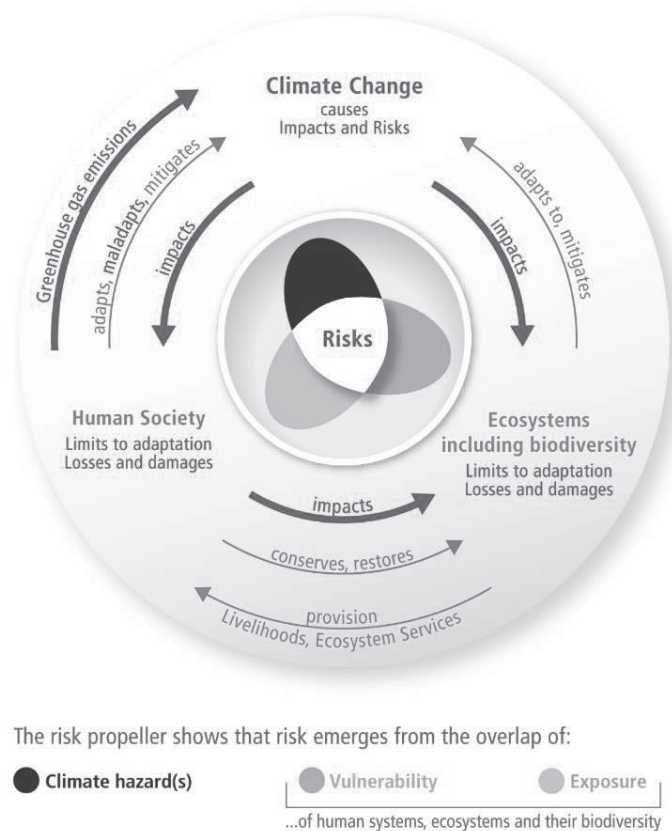 Climate Change
causes
Impacts and Risks
Greenhouse gas emissions
adapts, maladapts, mitigates
impacts
impacts
adapts to, mitigates
Risks
Human Society
Limits to adaptation
Losses and damages
Ecosystems
including biodiversity
Limits to adaptation
Losses and damages
impacts
conserves, restores
provision
Livelihoods, Ecosystem Services
The risk propeller shows that risk emerges from the overlap of:
Climate hazard(s) Vulnerability Exposure
...of human systems, ecosystems and their biodiversity